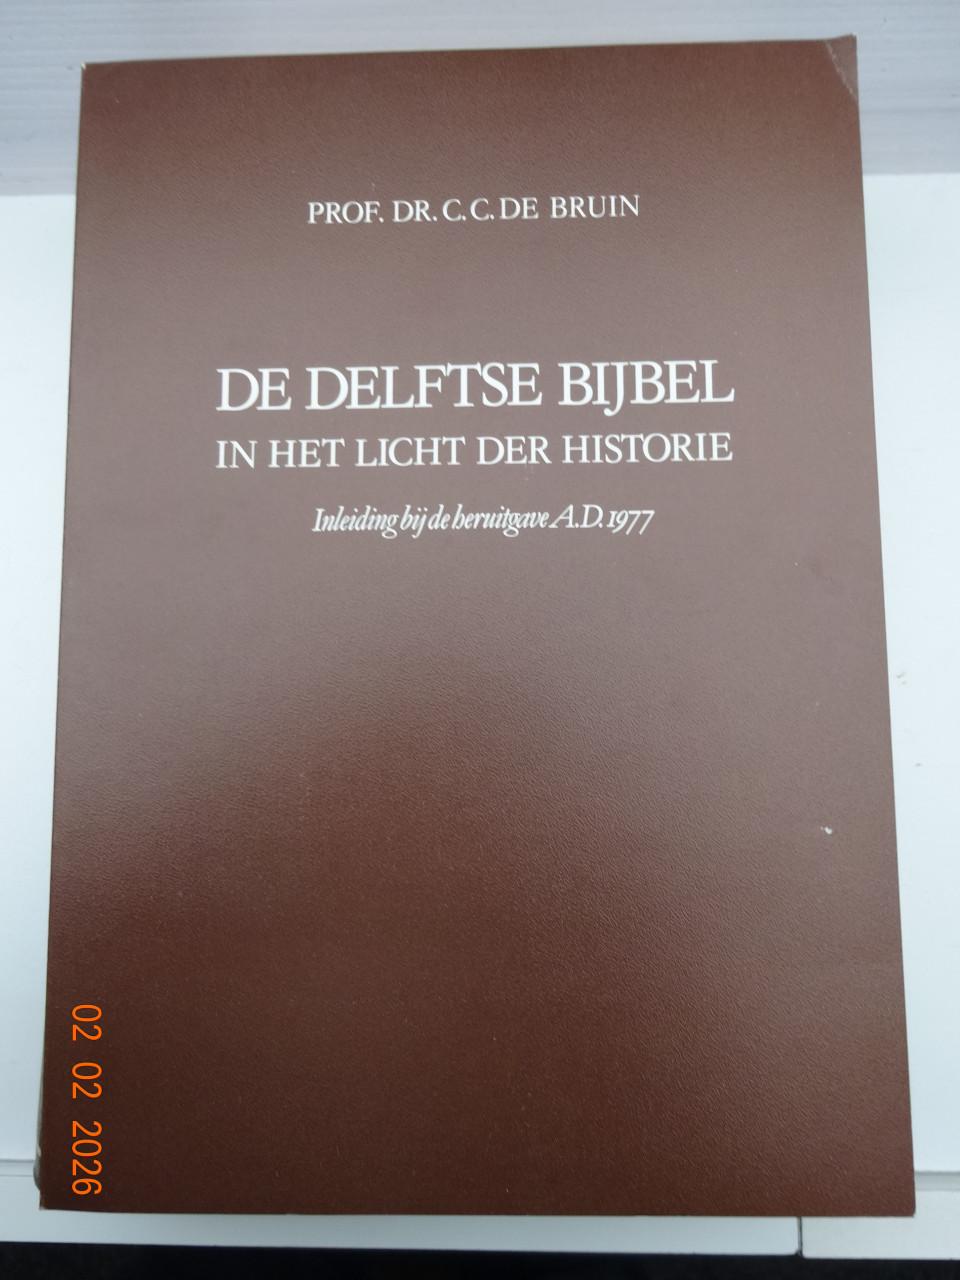 PROF. DR. C. C. DE BRUIN
DE DELFTSE BIJBEL
IN HET LICHT DER HISTORIE
Inleiding bij de heruitgave A.D. 1977
02 02 2026